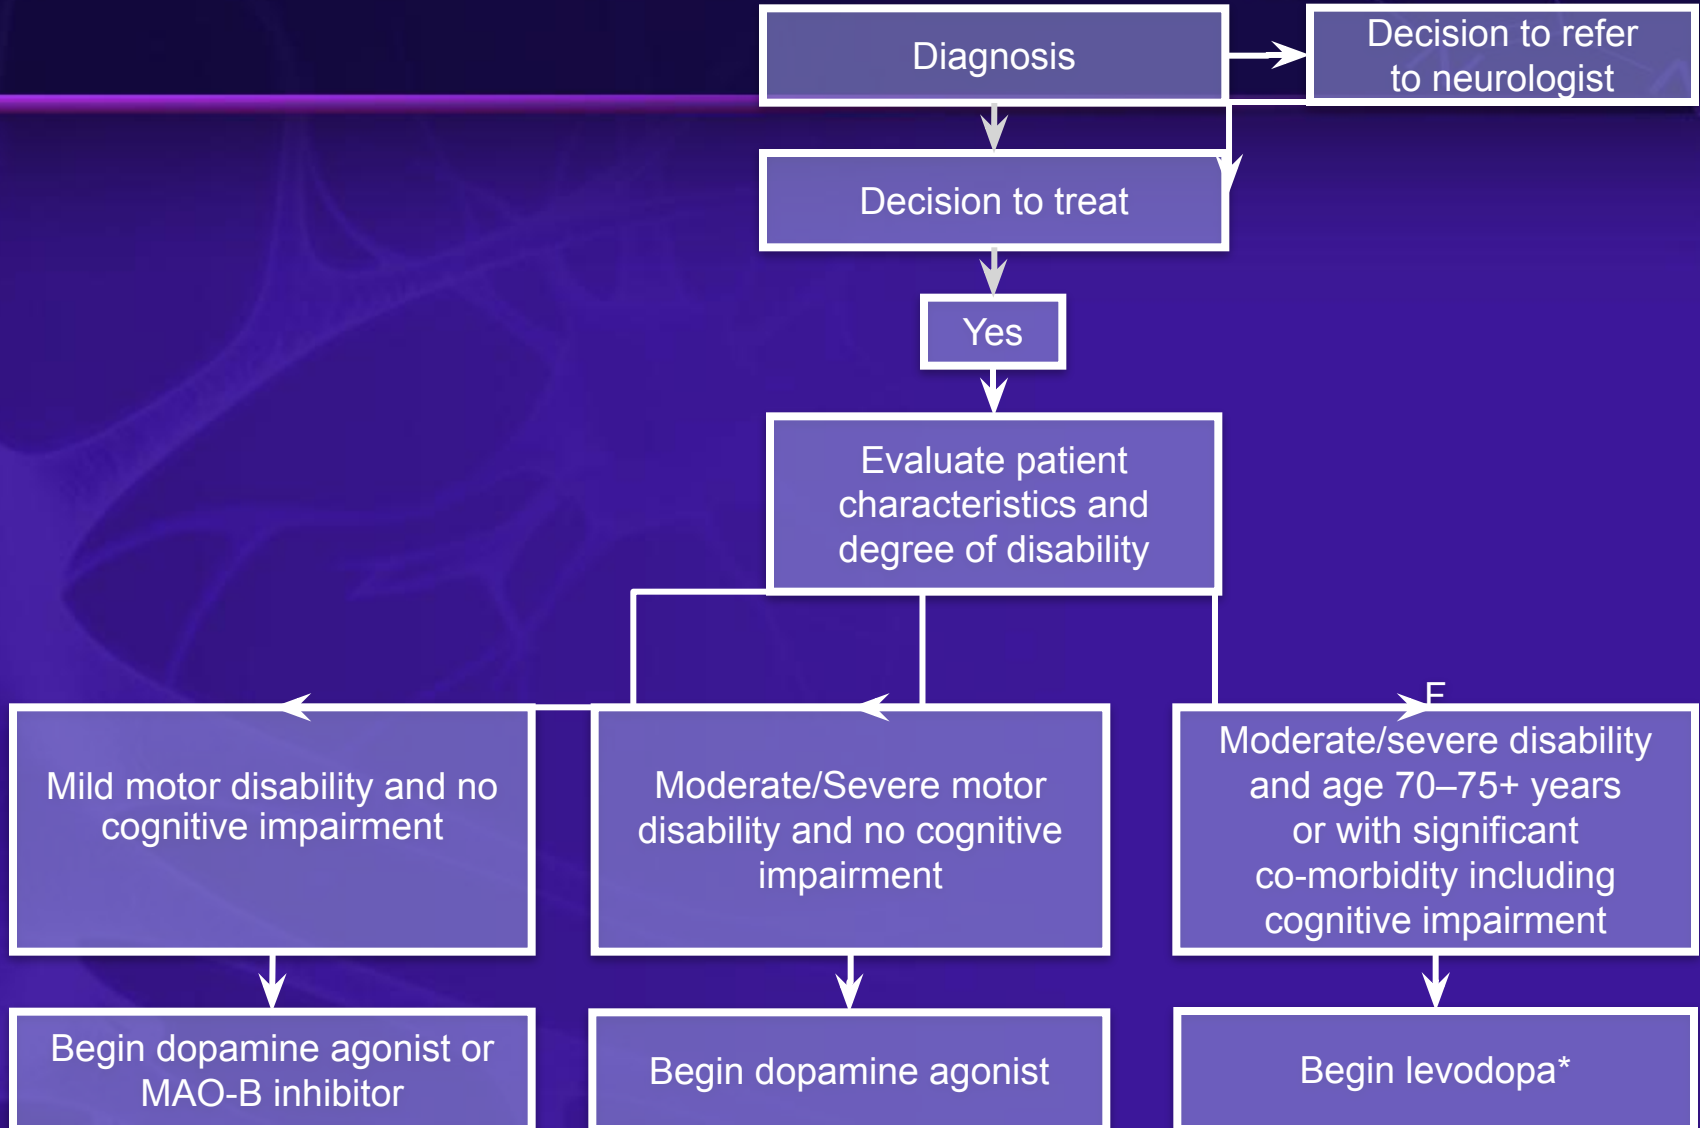 Diagnosis
Decision to refer
to neurologist
Decision to treat
Yes
Evaluate patient
characteristics and
degree of disability
F
Mild motor disability and no
cognitive impairment
Moderate/Severe motor
disability and no cognitive
impairment
Moderate/severe disability
and age 70–75+ years
or with significant
co-morbidity including
cognitive impairment
Begin dopamine agonist or
MAO-B inhibitor
Begin dopamine agonist
Begin levodopa*